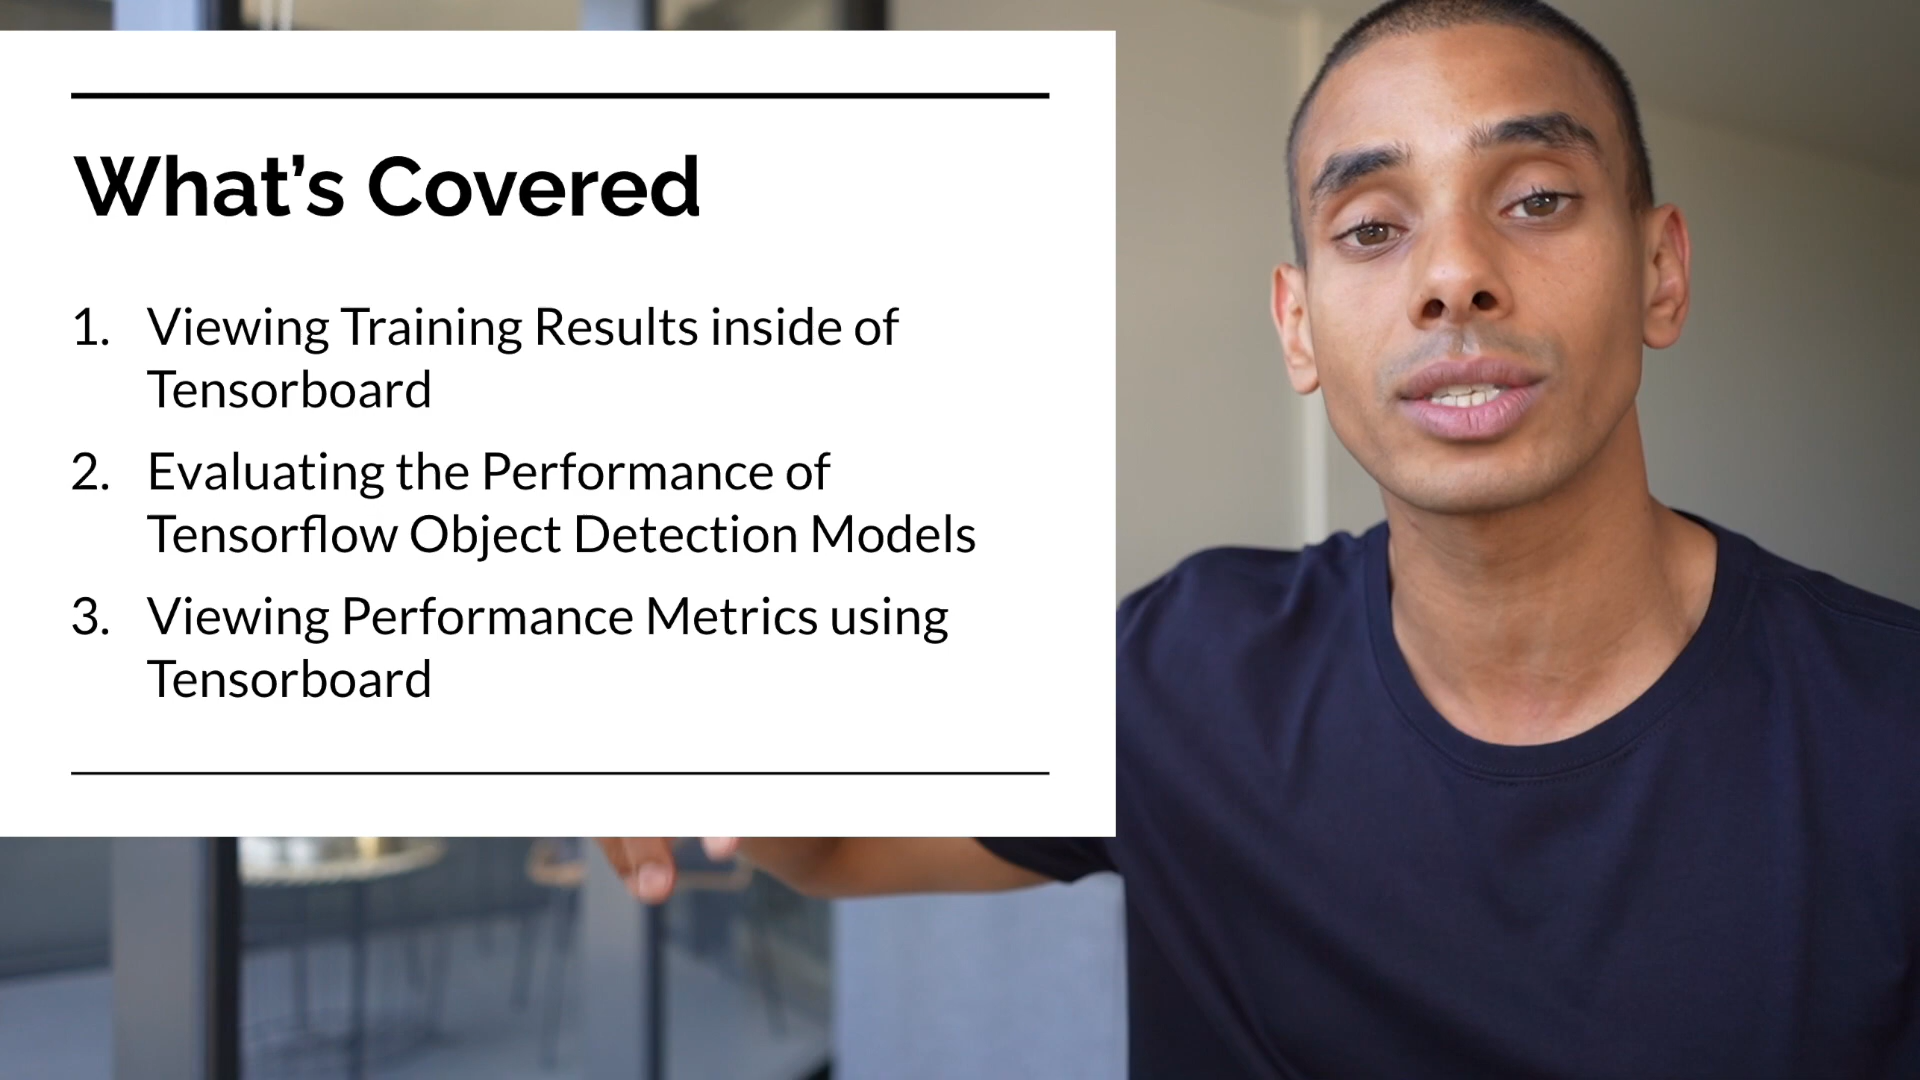 What’s Covered
1. Viewing Training Results inside of
Tensorboard
2. Evaluating the Performance of
Tensorflow Object Detection Models
3. Viewing Performance Metrics using
Tensorboard